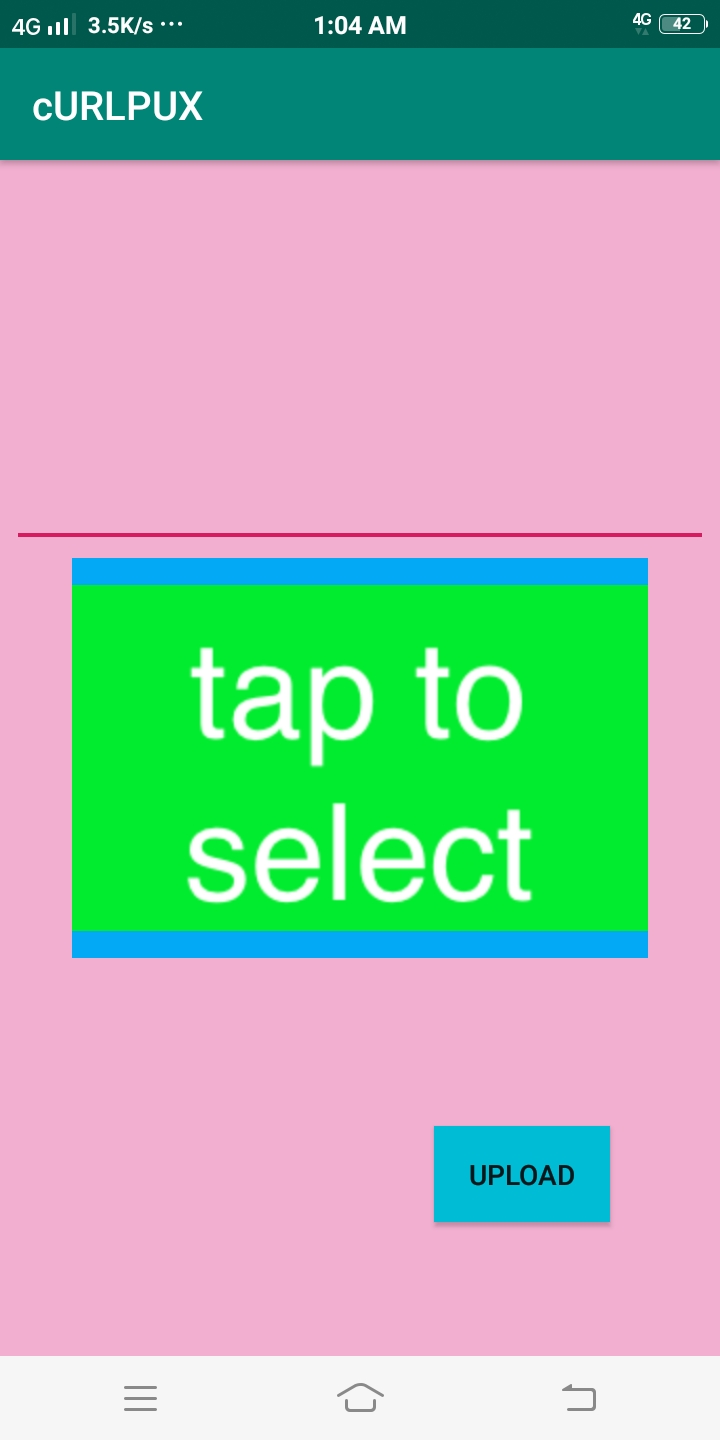 4G 3.5K/s ... 1:04 AM 4G 42
cURLPUX
tap to
select
UPLOAD